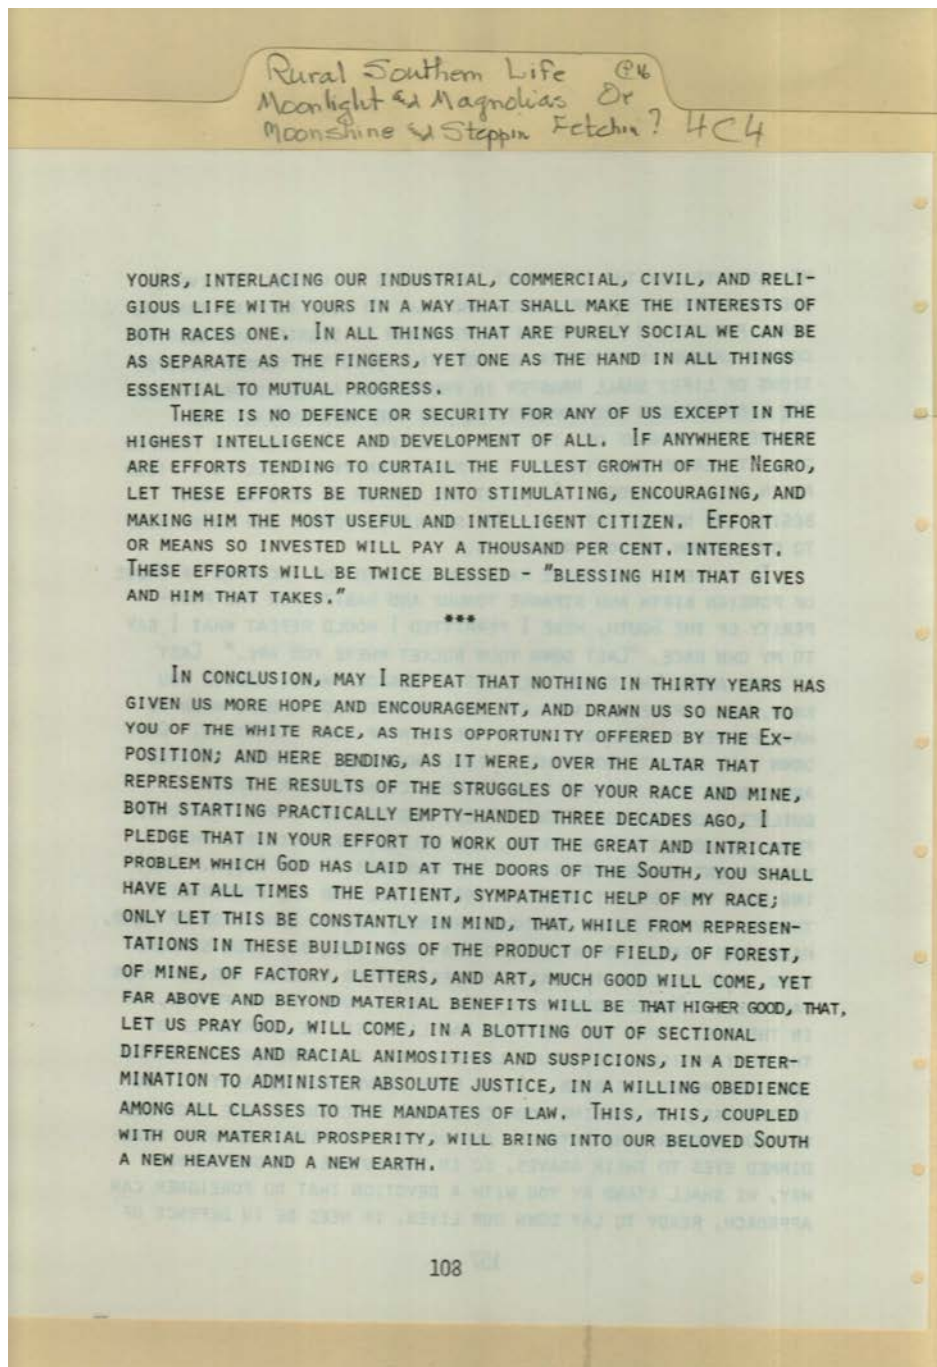 Rural Southern Life @16
Moonlight & Magnolias Or
Moonshine & Steppin Fetchin? 4C4
YOURS, INTERLACING OUR INDUSTRIAL, COMMERCIAL, CIVIL, AND RELI-
GIOUS LIFE WITH YOURS IN A WAY THAT SHALL MAKE THE INTERESTS OF
BOTH RACES ONE. IN ALL THINGS THAT ARE PURELY SOCIAL WE CAN BE
AS SEPARATE AS THE FINGERS, YET ONE AS THE HAND IN ALL THINGS
ESSENTIAL TO MUTUAL PROGRESS.
THERE IS NO DEFENCE OR SECURITY FOR ANY OF US EXCEPT IN THE
HIGHEST INTELLIGENCE AND DEVELOPMENT OF ALL. IF ANYWHERE THERE
ARE EFFORTS TENDING TO CURTAIL THE FULLEST GROWTH OF THE NEGRO,
LET THESE EFFORTS BE TURNED INTO STIMULATING, ENCOURAGING, AND
MAKING HIM THE MOST USEFUL AND INTELLIGENT CITIZEN. EFFORT
OR MEANS SO INVESTED WILL PAY A THOUSAND PER CENT. INTEREST.
THESE EFFORTS WILL BE TWICE BLESSED - "BLESSING HIM THAT GIVES
AND HIM THAT TAKES."
***
IN CONCLUSION, MAY I REPEAT THAT NOTHING IN THIRTY YEARS HAS
GIVEN US MORE HOPE AND ENCOURAGEMENT, AND DRAWN US SO NEAR TO
YOU OF THE WHITE RACE, AS THIS OPPORTUNITY OFFERED BY THE EX-
POSITION; AND HERE BENDING, AS IT WERE, OVER THE ALTAR THAT
REPRESENTS THE RESULTS OF THE STRUGGLES OF YOUR RACE AND MINE,
BOTH STARTING PRACTICALLY EMPTY-HANDED THREE DECADES AGO, I
PLEDGE THAT IN YOUR EFFORT TO WORK OUT THE GREAT AND INTRICATE
PROBLEM WHICH GOD HAS LAID AT THE DOORS OF THE SOUTH, YOU SHALL
HAVE AT ALL TIMES THE PATIENT, SYMPATHETIC HELP OF MY RACE;
ONLY LET THIS BE CONSTANTLY IN MIND, THAT, WHILE FROM REPRESEN-
TATIONS IN THESE BUILDINGS OF THE PRODUCT OF FIELD, OF FOREST,
OF MINE, OF FACTORY, LETTERS, AND ART, MUCH GOOD WILL COME, YET
FAR ABOVE AND BEYOND MATERIAL BENEFITS WILL BE THAT HIGHER GOOD, THAT,
LET US PRAY GOD, WILL COME, IN A BLOTTING OUT OF SECTIONAL
DIFFERENCES AND RACIAL ANIMOSITIES AND SUSPICIONS, IN A DETER-
MINATION TO ADMINISTER ABSOLUTE JUSTICE, IN A WILLING OBEDIENCE
AMONG ALL CLASSES TO THE MANDATES OF LAW. THIS, THIS, COUPLED
WITH OUR MATERIAL PROSPERITY, WILL BRING INTO OUR BELOVED SOUTH
A NEW HEAVEN AND A NEW EARTH.
108